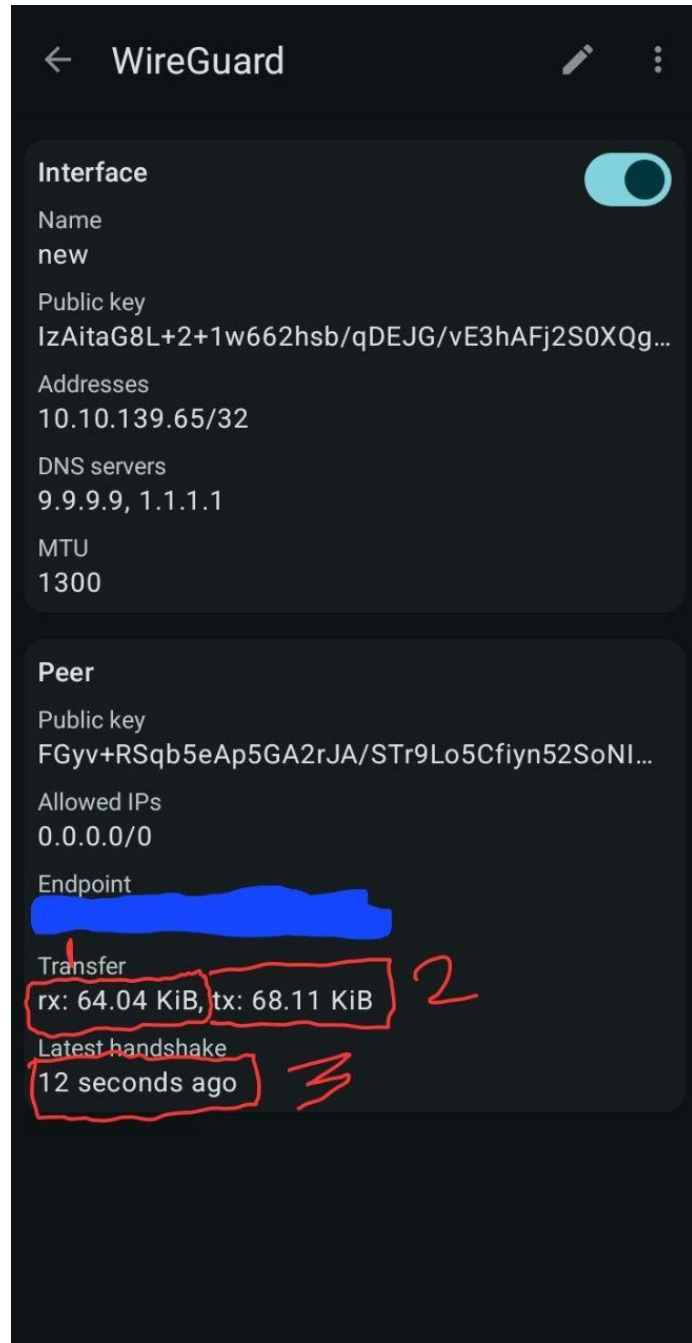 WireGuard
Interface
Name
new
Public key
IzAitaG8L+2+1w662hsb/qDEJG/vE3hAFj2S0XQg...
Addresses
10.10.139.65/32
DNS servers
9.9.9.9, 1.1.1.1
MTU
1300
Peer
Public key
FGyv+RSqb5eAp5GA2rJA/STr9Lo5Cfiyn52SoNI...
Allowed IPs
0.0.0.0/0
Endpoint
1
Transfer
rx: 64.04 KiB, tx: 68.11 KiB 2
Latest handshake
12 seconds ago 3